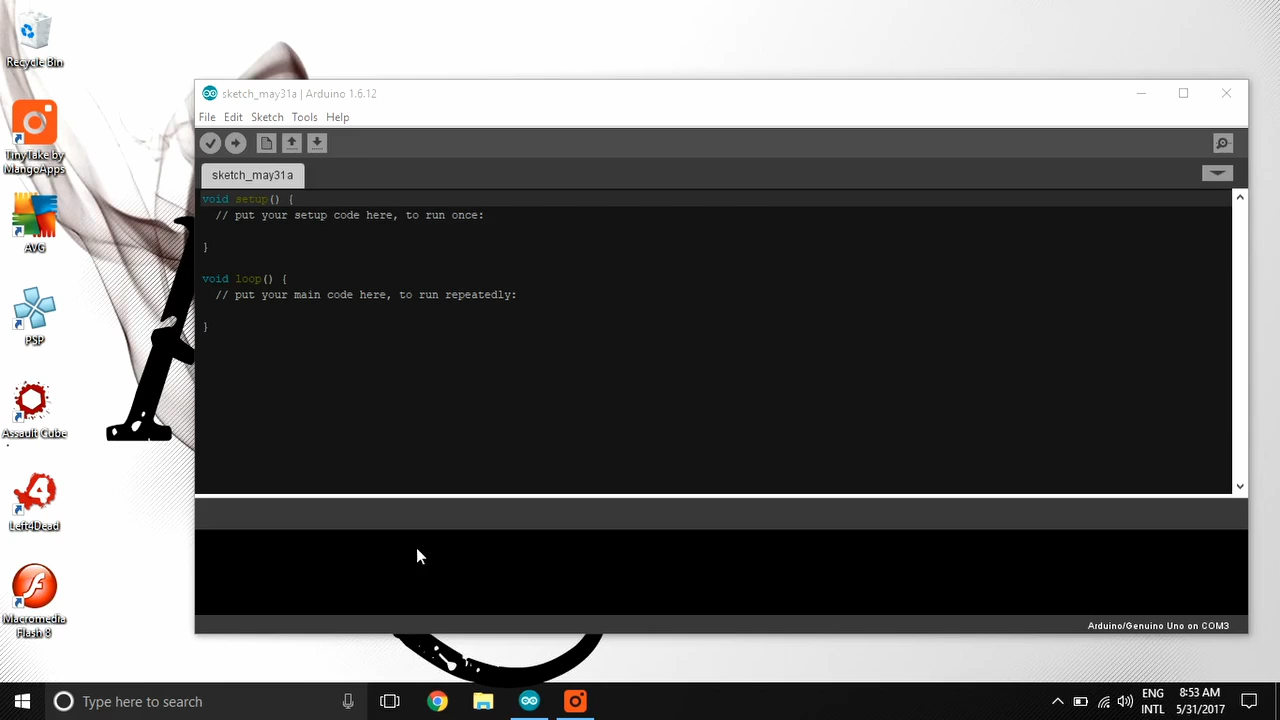 Recycle Bin
TinyTake by
MangoApps
AVG
PSP
Assault Cube
Left4Dead
Macromedia
Flash 8
sketch_may31a | Arduino 1.6.12
File Edit Sketch Tools Help
sketch_may31a
void setup() {
// put your setup code here, to run once:
}
void loop() {
// put your main code here, to run repeatedly:
}
Arduino/Genuino Uno on COM3
Type here to search
ENG
INTL
8:53 AM
5/31/2017